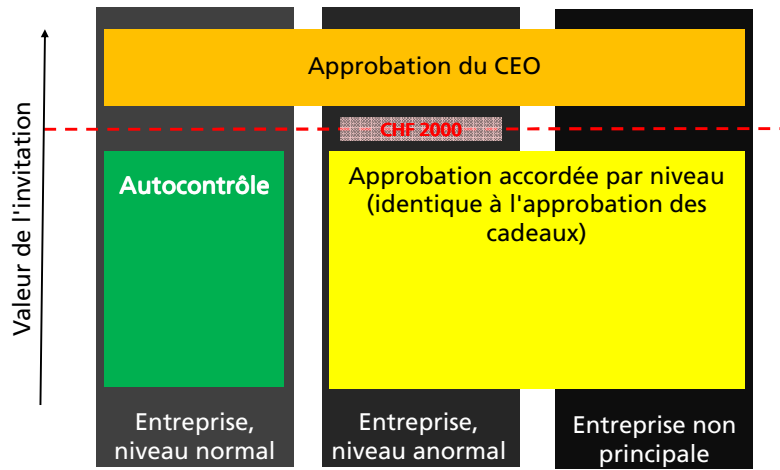 Approbation du CEO
CHF 2000
Valeur de l'invitation
Autocontrôle
Approbation accordée par niveau
(identique à l'approbation des
cadeaux)
Entreprise,
niveau normal
Entreprise,
niveau anormal
Entreprise non
principale